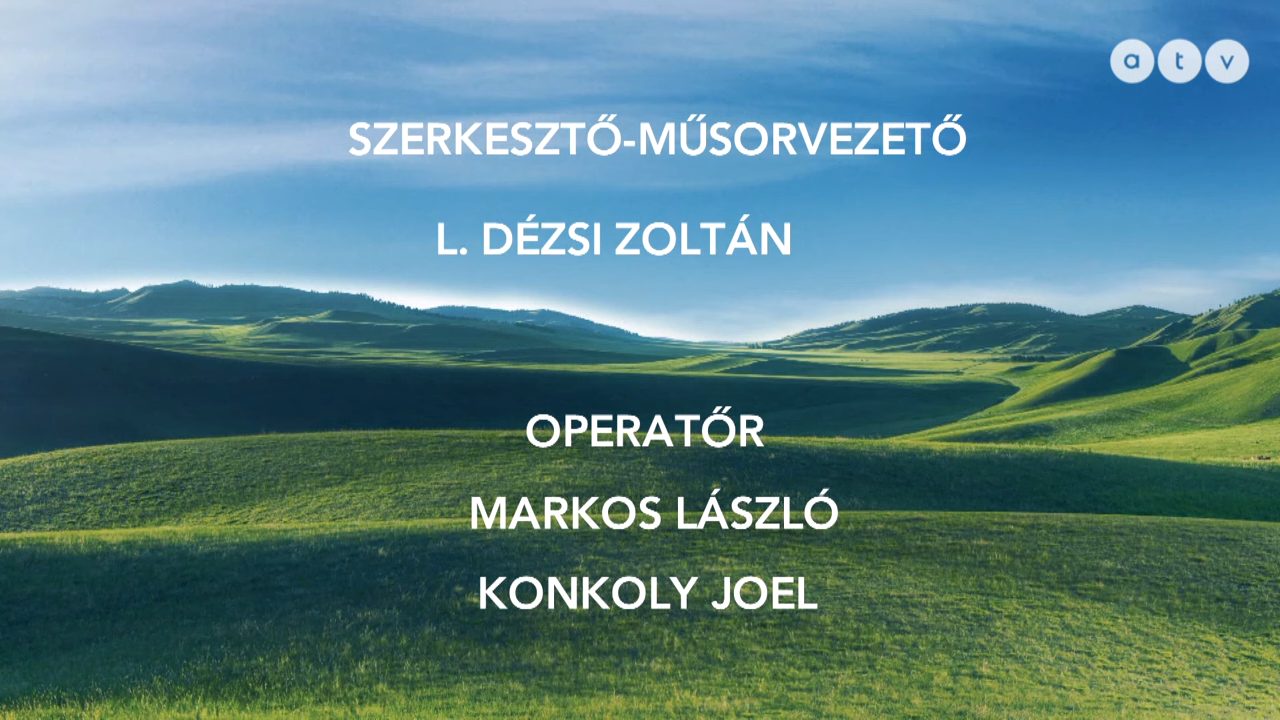 atv
SZERKESZTŐ-MŰSORVEZETŐ
L. DÉZSI ZOLTÁN
OPERATŐR
MARKOS LÁSZLÓ
KONKOLY JOEL